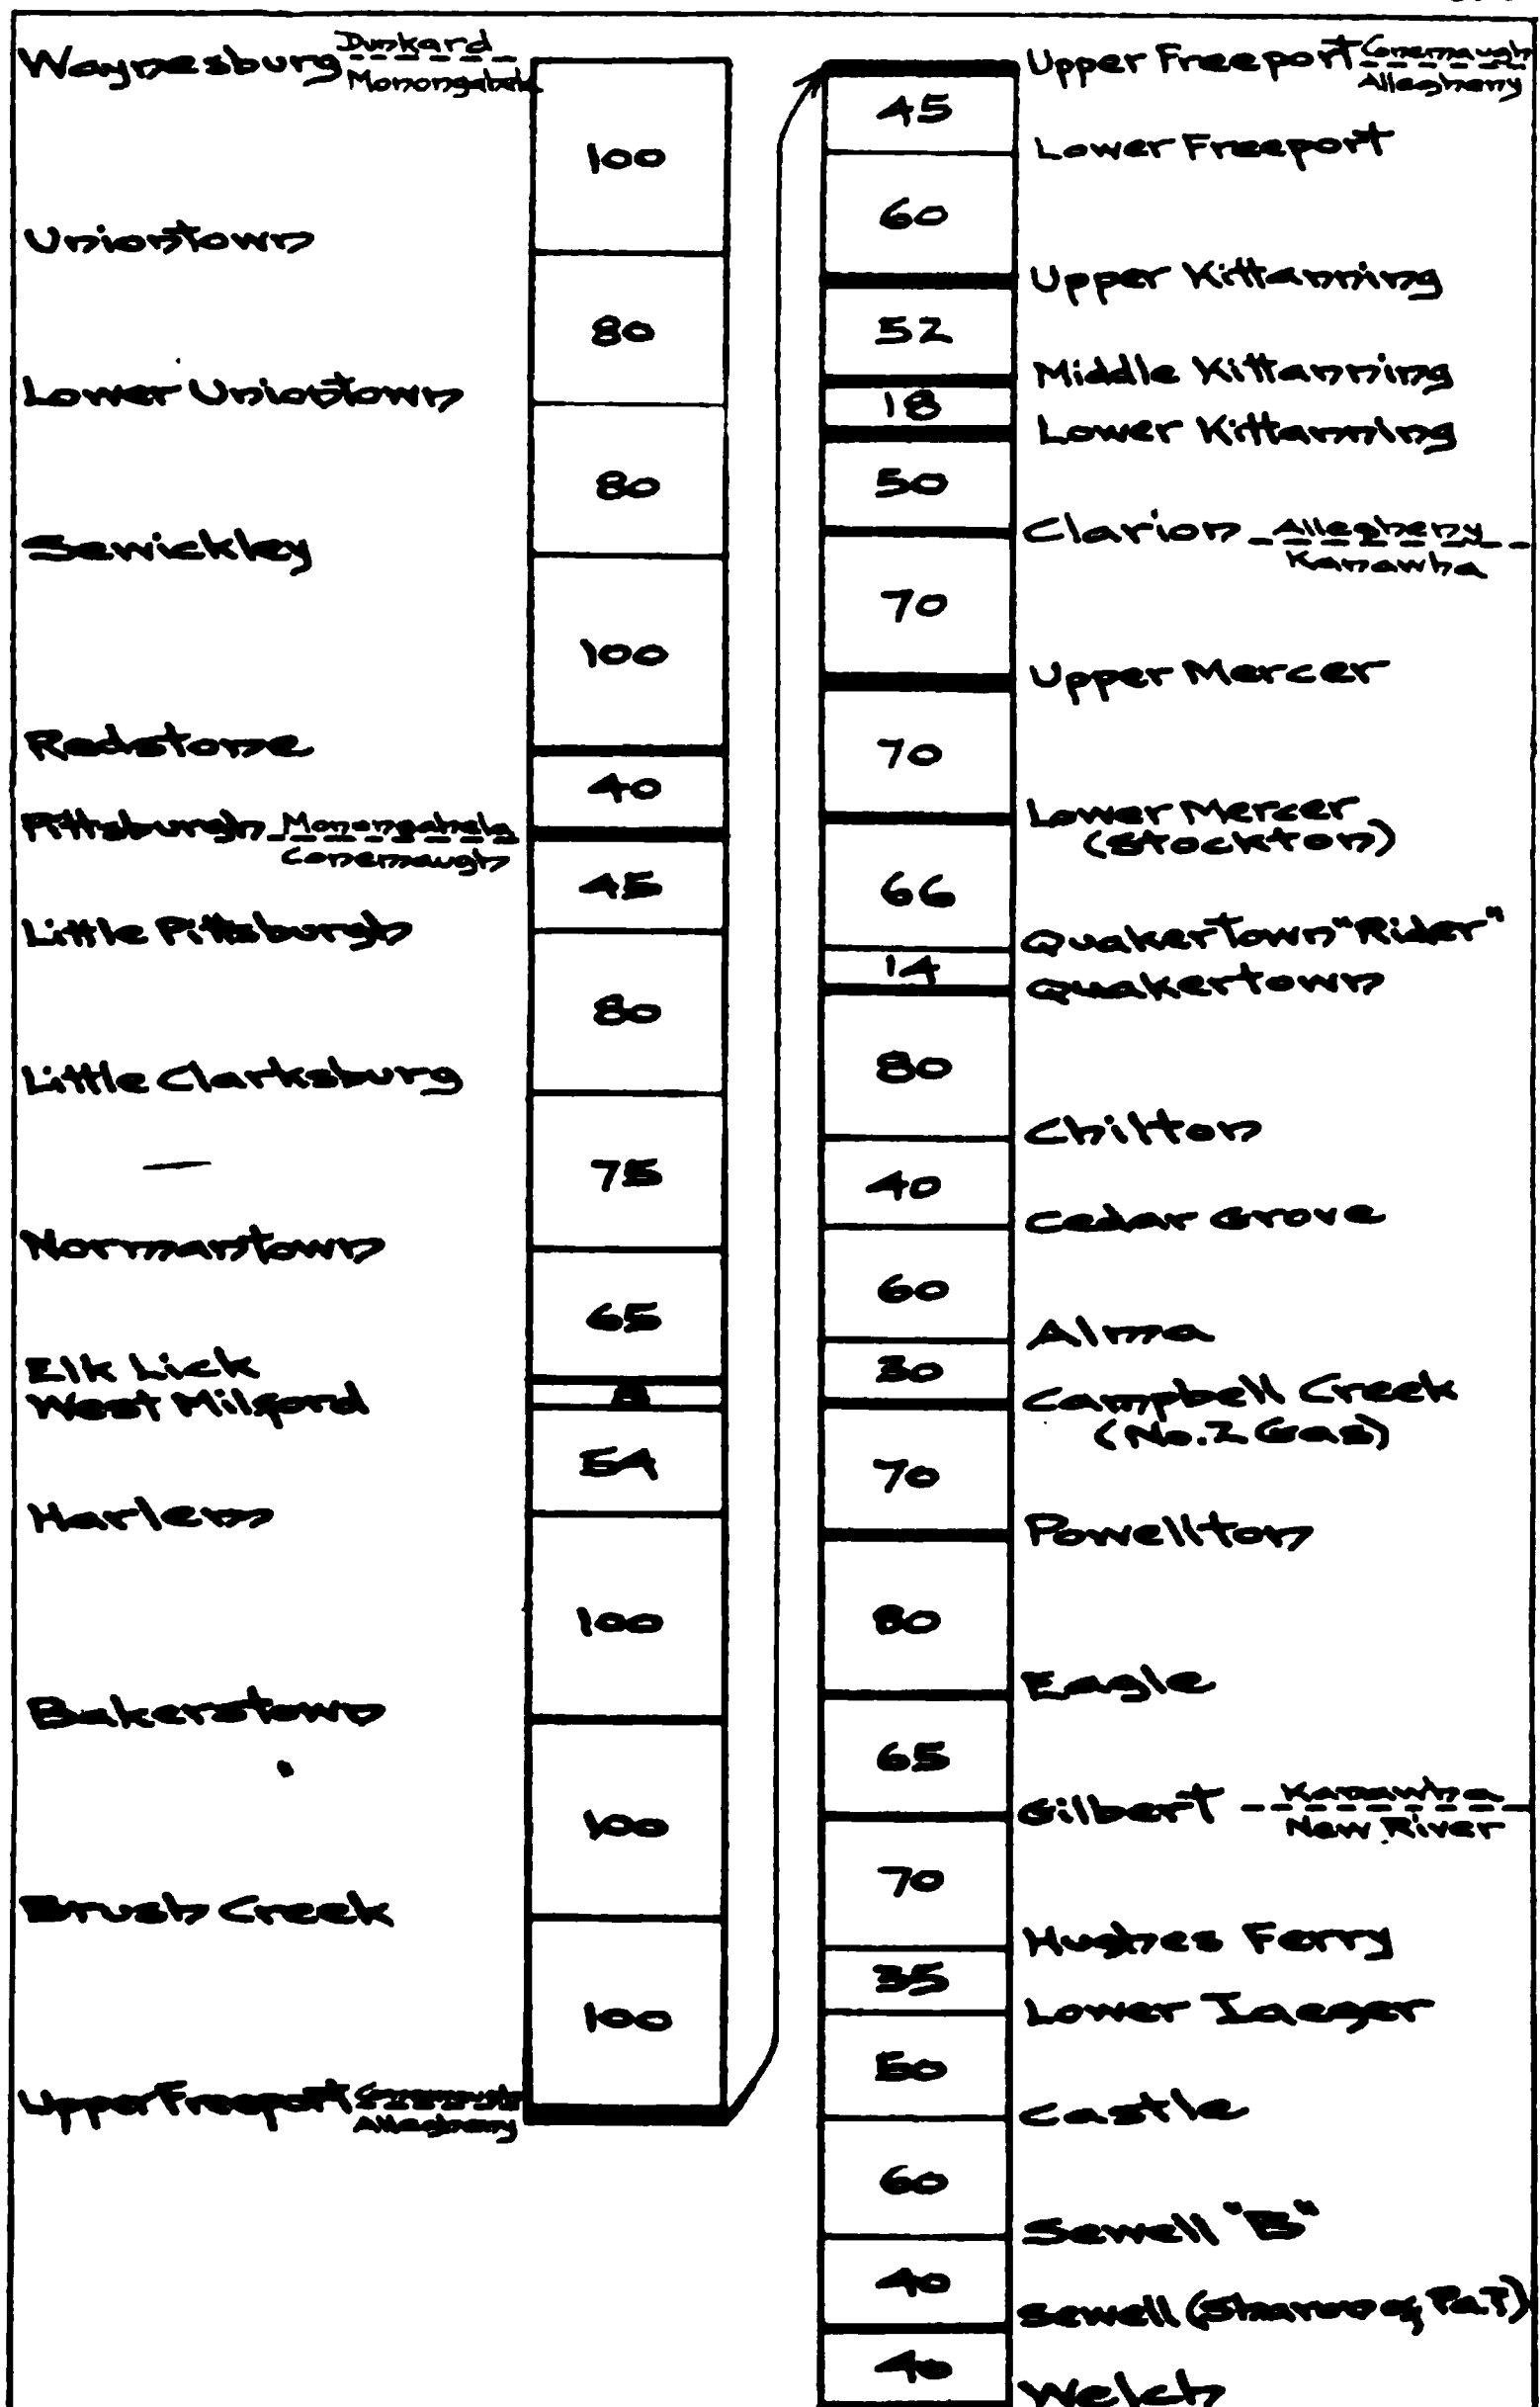 Waynesburg Dunkard
Monongahela
100
Uniontown
80
Lower Uniontown
80
Sewickley
100
Redstone
40
Pittsburgh Monongahela
Conemaugh
45
Little Pittsburgh
80
Little Clarksburg
75
Normantown
65
Elk Lick
8
West Milford
54
Harlem
100
Bakerstown
100
Brush Creek
100
Upper Freeport Conemaugh
Allegheny
Upper Freeport Conemaugh
Allegheny
45
Lower Freeport
60
Upper Kittanning
52
Middle Kittanning
18
Lower Kittanning
50
Clarion Allegheny
Kanawha
70
Upper Mercer
70
Lower Mercer
(Stockton)
66
Quakertown "Rider"
14
Quakertown
80
Chilton
40
Cedar Grove
60
Alma
30
Campbell Creek
(No. 2 Gas)
70
Powellton
80
Eagle
65
Gilbert Kanawha
New River
70
Hughes Ferry
35
Lower Iaeger
50
Castle
60
Sewell "B"
40
Sewell (Sharon of Pa.?)
40
Welch